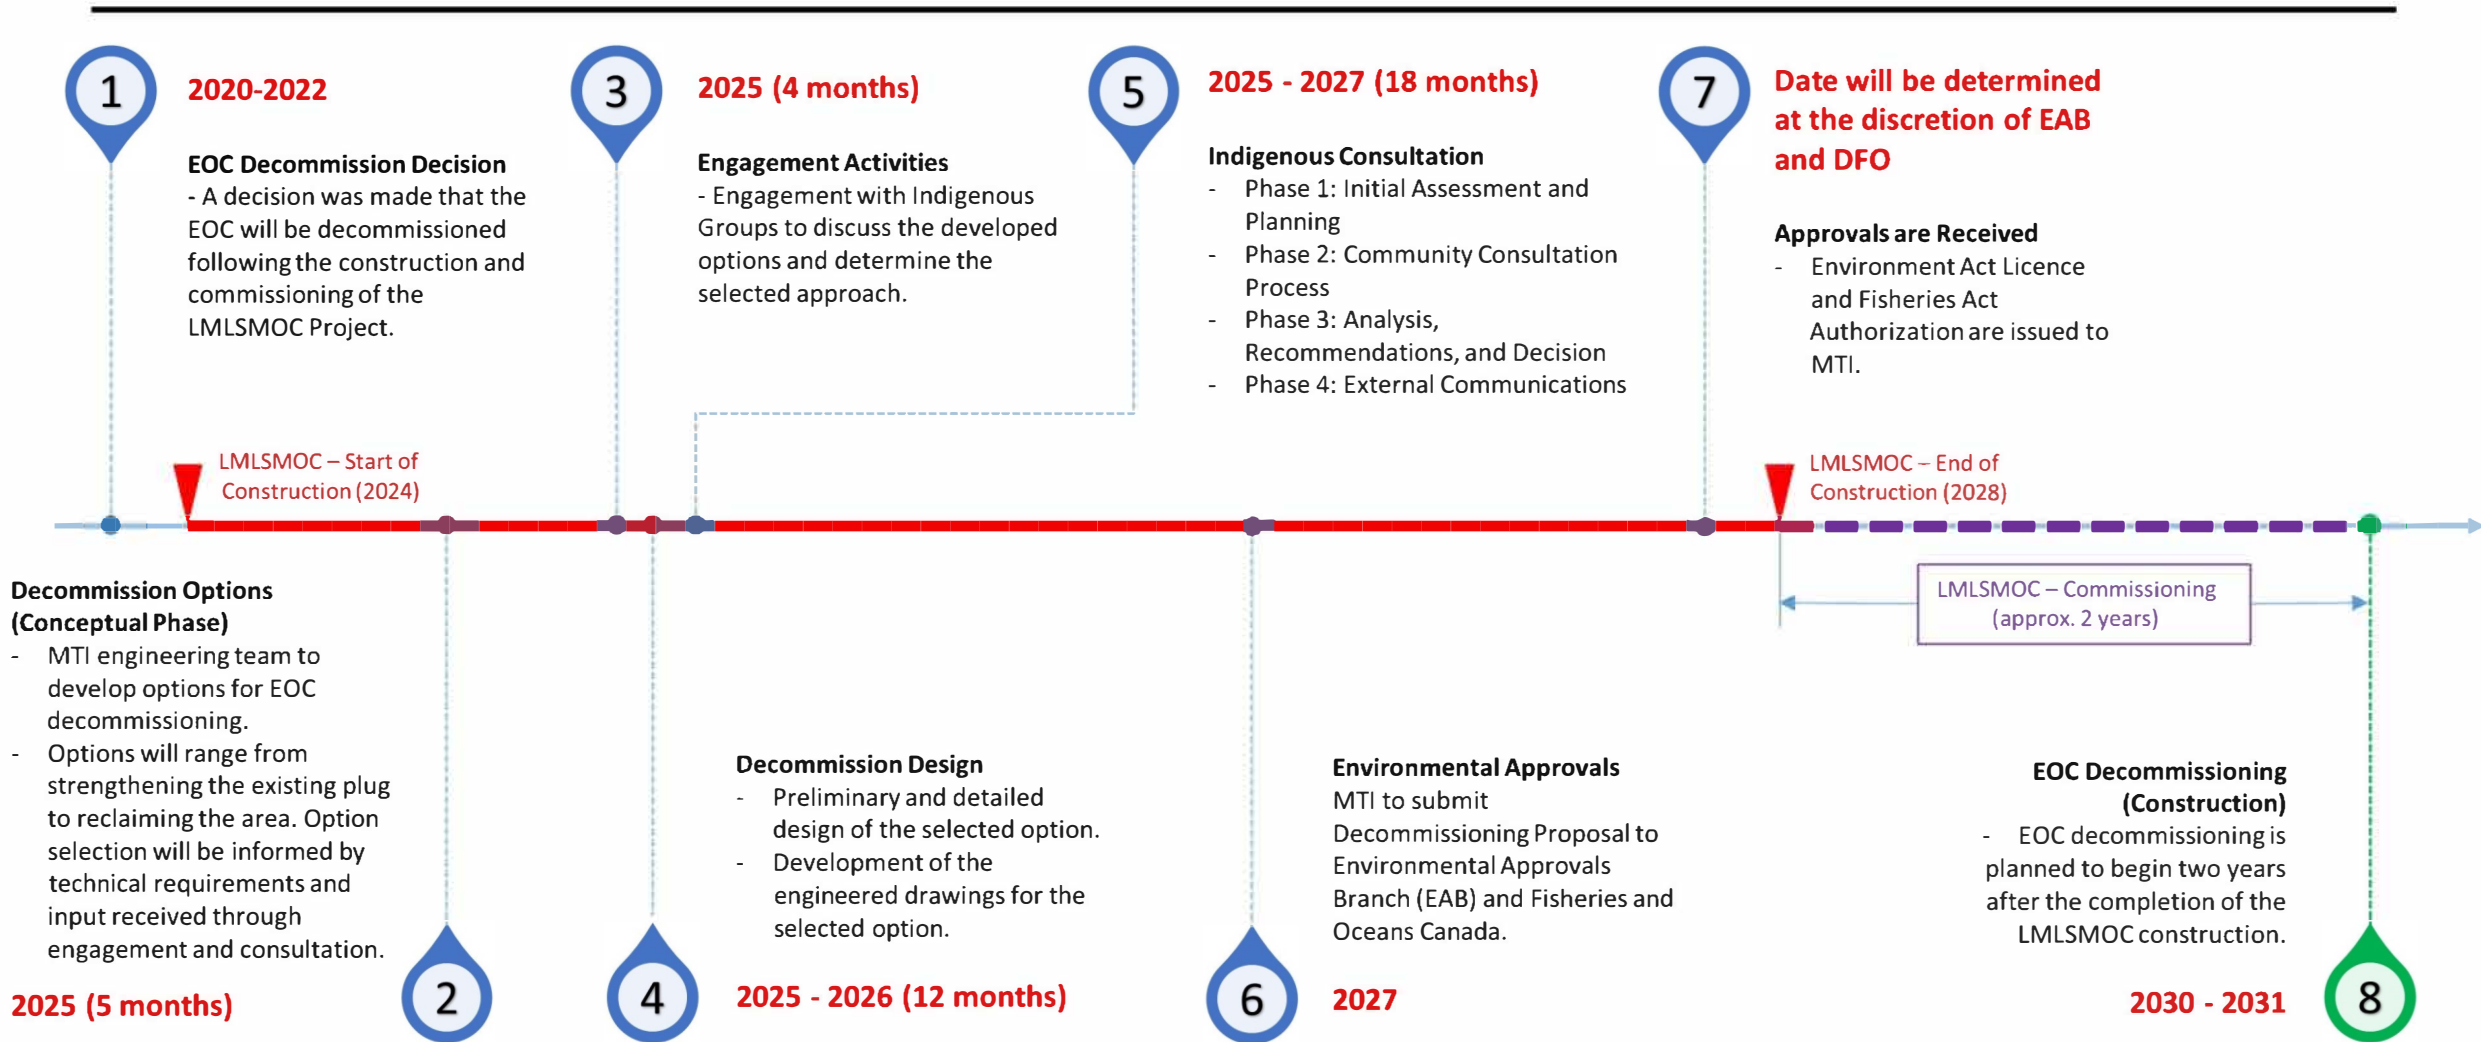 1
2020-2022
EOC Decommission Decision
- A decision was made that the
EOC will be decommissioned
following the construction and
commissioning of the
LMLSMOC Project.
3
2025 (4 months)
Engagement Activities
- Engagement with Indigenous
Groups to discuss the developed
options and determine the
selected approach.
5
2025 - 2027 (18 months)
Indigenous Consultation
- Phase 1: Initial Assessment and
Planning
- Phase 2: Community Consultation
Process
- Phase 3: Analysis,
Recommendations, and Decision
- Phase 4: External Communications
7
Date will be determined
at the discretion of EAB
and DFO
Approvals are Received
- Environment Act Licence
and Fisheries Act
Authorization are issued to
MTI.
LMLSMOC – Start of
Construction (2024)
LMLSMOC – End of
Construction (2028)
LMLSMOC – Commissioning
(approx. 2 years)
Decommission Options
(Conceptual Phase)
- MTI engineering team to
develop options for EOC
decommissioning.
- Options will range from
strengthening the existing plug
to reclaiming the area. Option
selection will be informed by
technical requirements and
input received through
engagement and consultation.
2025 (5 months)
2
Decommission Design
- Preliminary and detailed
design of the selected option.
- Development of the
engineered drawings for the
selected option.
2025 - 2026 (12 months)
4
Environmental Approvals
MTI to submit
Decommissioning Proposal to
Environmental Approvals
Branch (EAB) and Fisheries and
Oceans Canada.
2027
6
EOC Decommissioning
(Construction)
- EOC decommissioning is
planned to begin two years
after the completion of the
LMLSMOC construction.
2030 - 2031
8